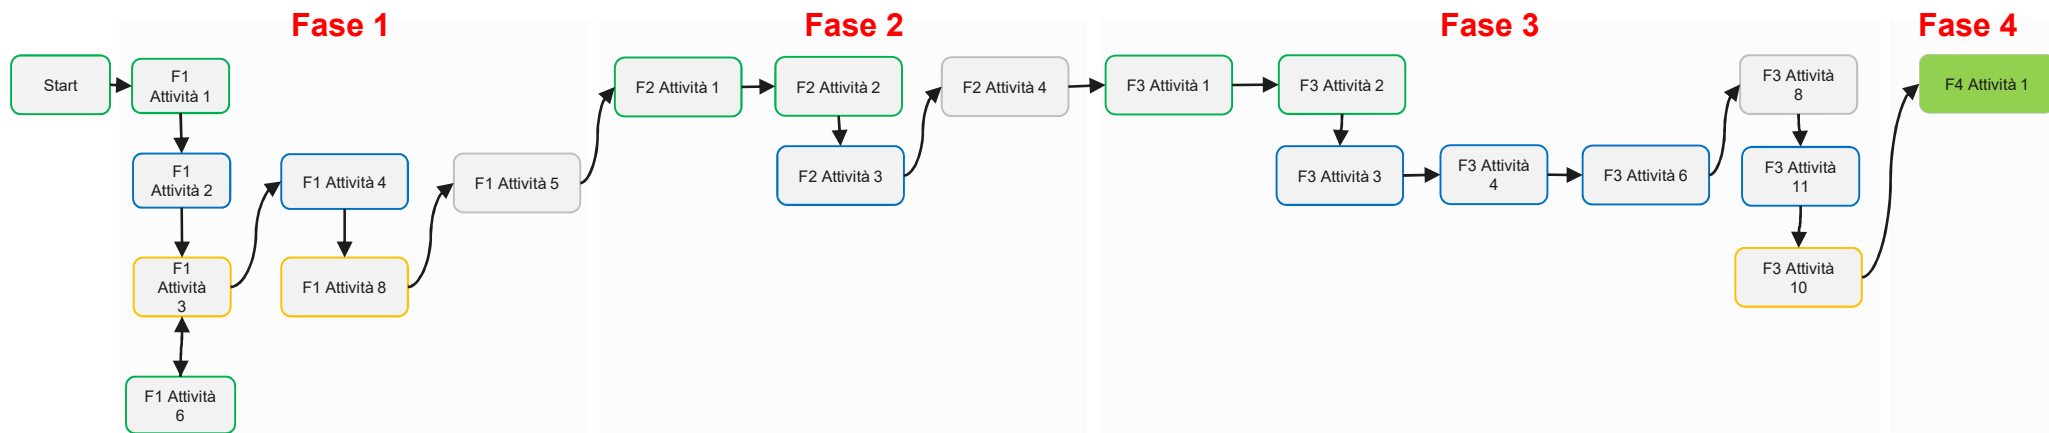 Fase 1
Fase 2
Fase 3
Fase 4
Start
F1
Attività 1
F1
Attività 2
F1
Attività
3
F1 Attività
6
F1 Attività 4
F1 Attività 8
F1 Attività 5
F2 Attività 1
F2 Attività 2
F2 Attività 3
F2 Attività 4
F3 Attività 1
F3 Attività 2
F3 Attività 3
F3 Attività
4
F3 Attività 6
F3 Attività
8
F3 Attività
11
F3 Attività
10
F4 Attività 1